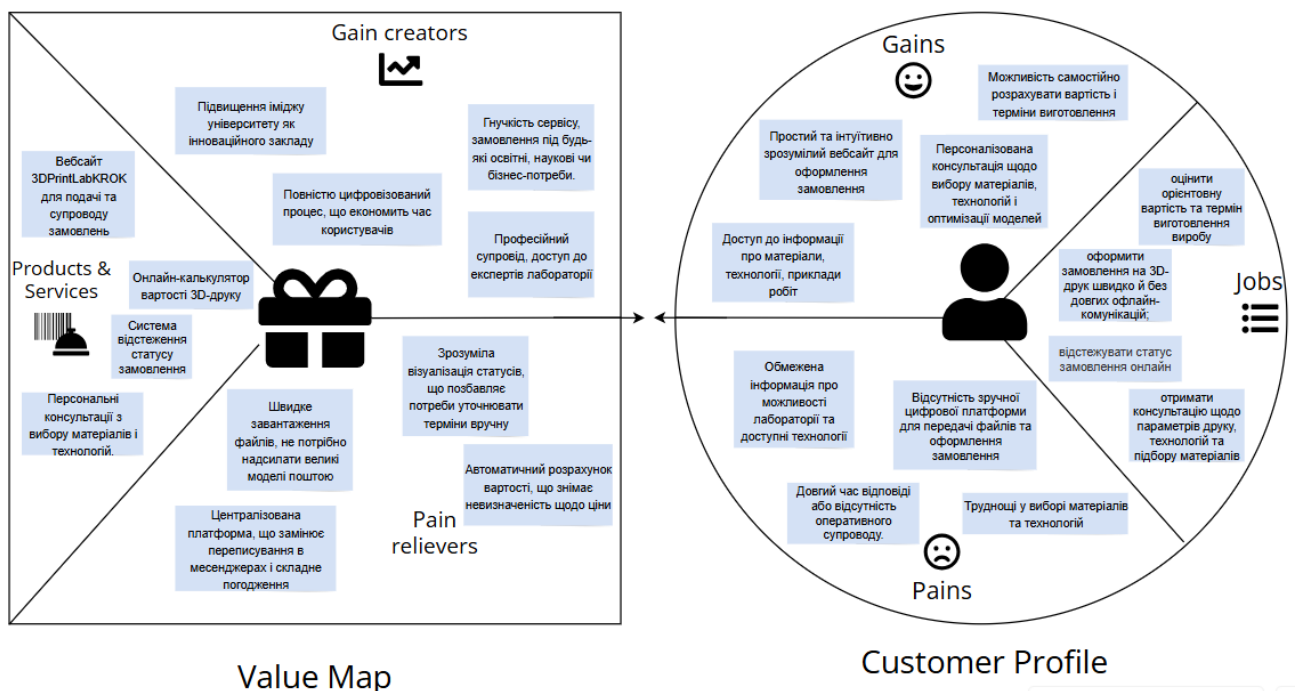 Gain creators
Підвищення іміджу
університету як
інноваційного закладу
Гнучкість сервісу,
замовлення під будь-
які освітні, наукові чи
бізнес-потреби.
Повністю цифровізований
процес, що економить час
користувачів
Професійний
супровід, доступ до
експертів лабораторії
Вебсайт
3DPrintLabKROK
для подачі та
супроводу
замовлень
Products &
Services
Онлайн-калькулятор
вартості 3D-друку
Система
відстеження
статусу
замовлення
Персональні
консультації з
вибору матеріалів і
технологій.
Зрозуміла
візуалізація статусів,
що позбавляє
потреби уточнювати
терміни вручну
Швидке
завантаження
файлів, не потрібно
надсилати великі
моделі поштою
Автоматичний розрахунок
вартості, що знімає
невизначеність щодо ціни
Централізована
платформа, що замінює
переписування в
месенджерах і складне
погодження
Pain
relievers
Value Map
Gains
Можливість самостійно
розрахувати вартість і
терміни виготовлення
Простий та інтуїтивно
зрозумілий вебсайт для
оформлення
замовлення
Персоналізована
консультація щодо
вибору матеріалів,
технологій і
оптимізації моделей
Доступ до інформації
про матеріали,
технології, приклади
робіт
оцінити
орієнтовну
вартість та термін
виготовлення
виробу
оформити
замовлення на 3D-
друк швидко й без
довгих офлайн-
комунікацій;
Jobs
відстежувати статус
замовлення онлайн
отримати
консультацію щодо
параметрів друку,
технологій та
підбору матеріалів
Обмежена
інформація про
можливості
лабораторії та
доступні технології
Відсутність зручної
цифрової платформи
для передачі файлів та
оформлення
замовлення
Довгий час відповіді
або відсутність
оперативного
супроводу.
Труднощі у виборі матеріалів
та технологій
Pains
Customer Profile